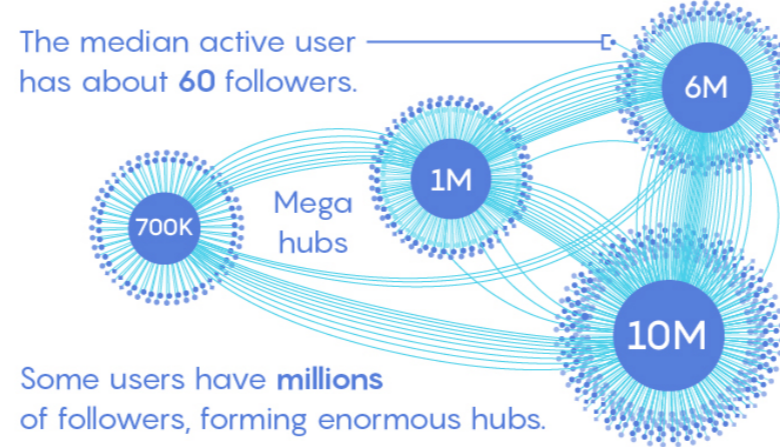 The median active user
has about 60 followers.
6M
1M
700K
Mega
hubs
10M
Some users have millions
of followers, forming enormous hubs.